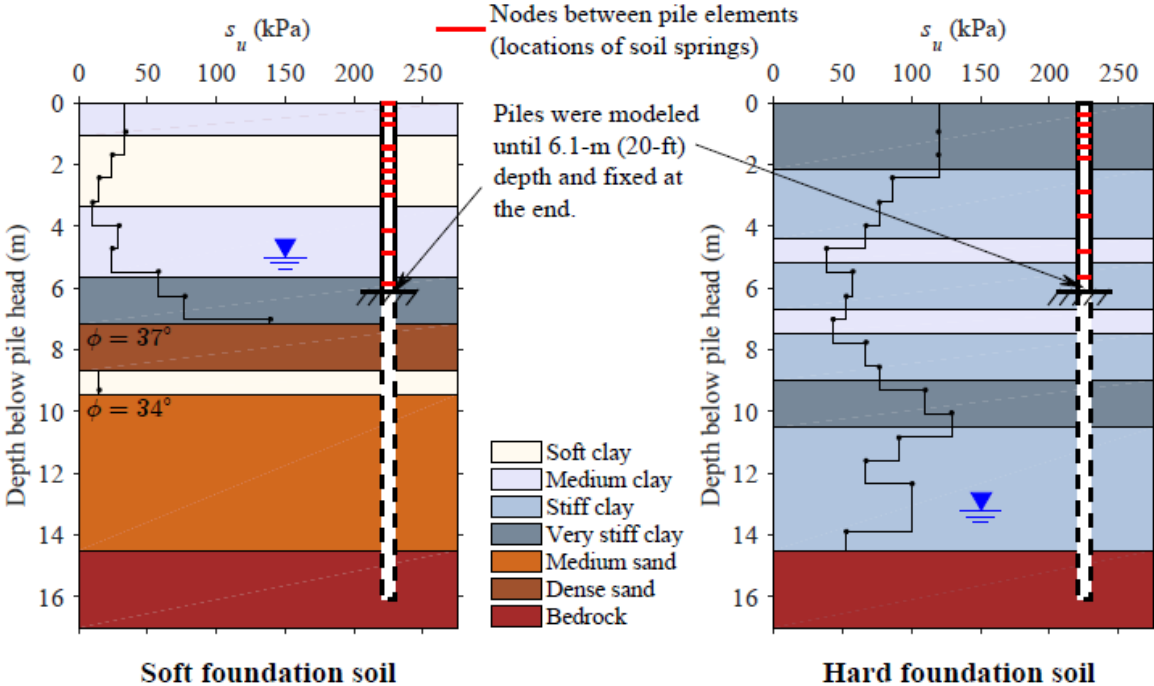 s_u (kPa)
0 50 100 150 200 250
Nodes between pile elements
(locations of soil springs)
s_u (kPa)
0 50 100 150 200 250
Piles were modeled
until 6.1-m (20-ft)
depth and fixed at
the end.
Depth below pile head (m)
0
2
4
6
8
10
12
14
16
ϕ = 37°
ϕ = 34°
Soft clay
Medium clay
Stiff clay
Very stiff clay
Medium sand
Dense sand
Bedrock
Depth below pile head (m)
0
2
4
6
8
10
12
14
16
Soft foundation soil
Hard foundation soil